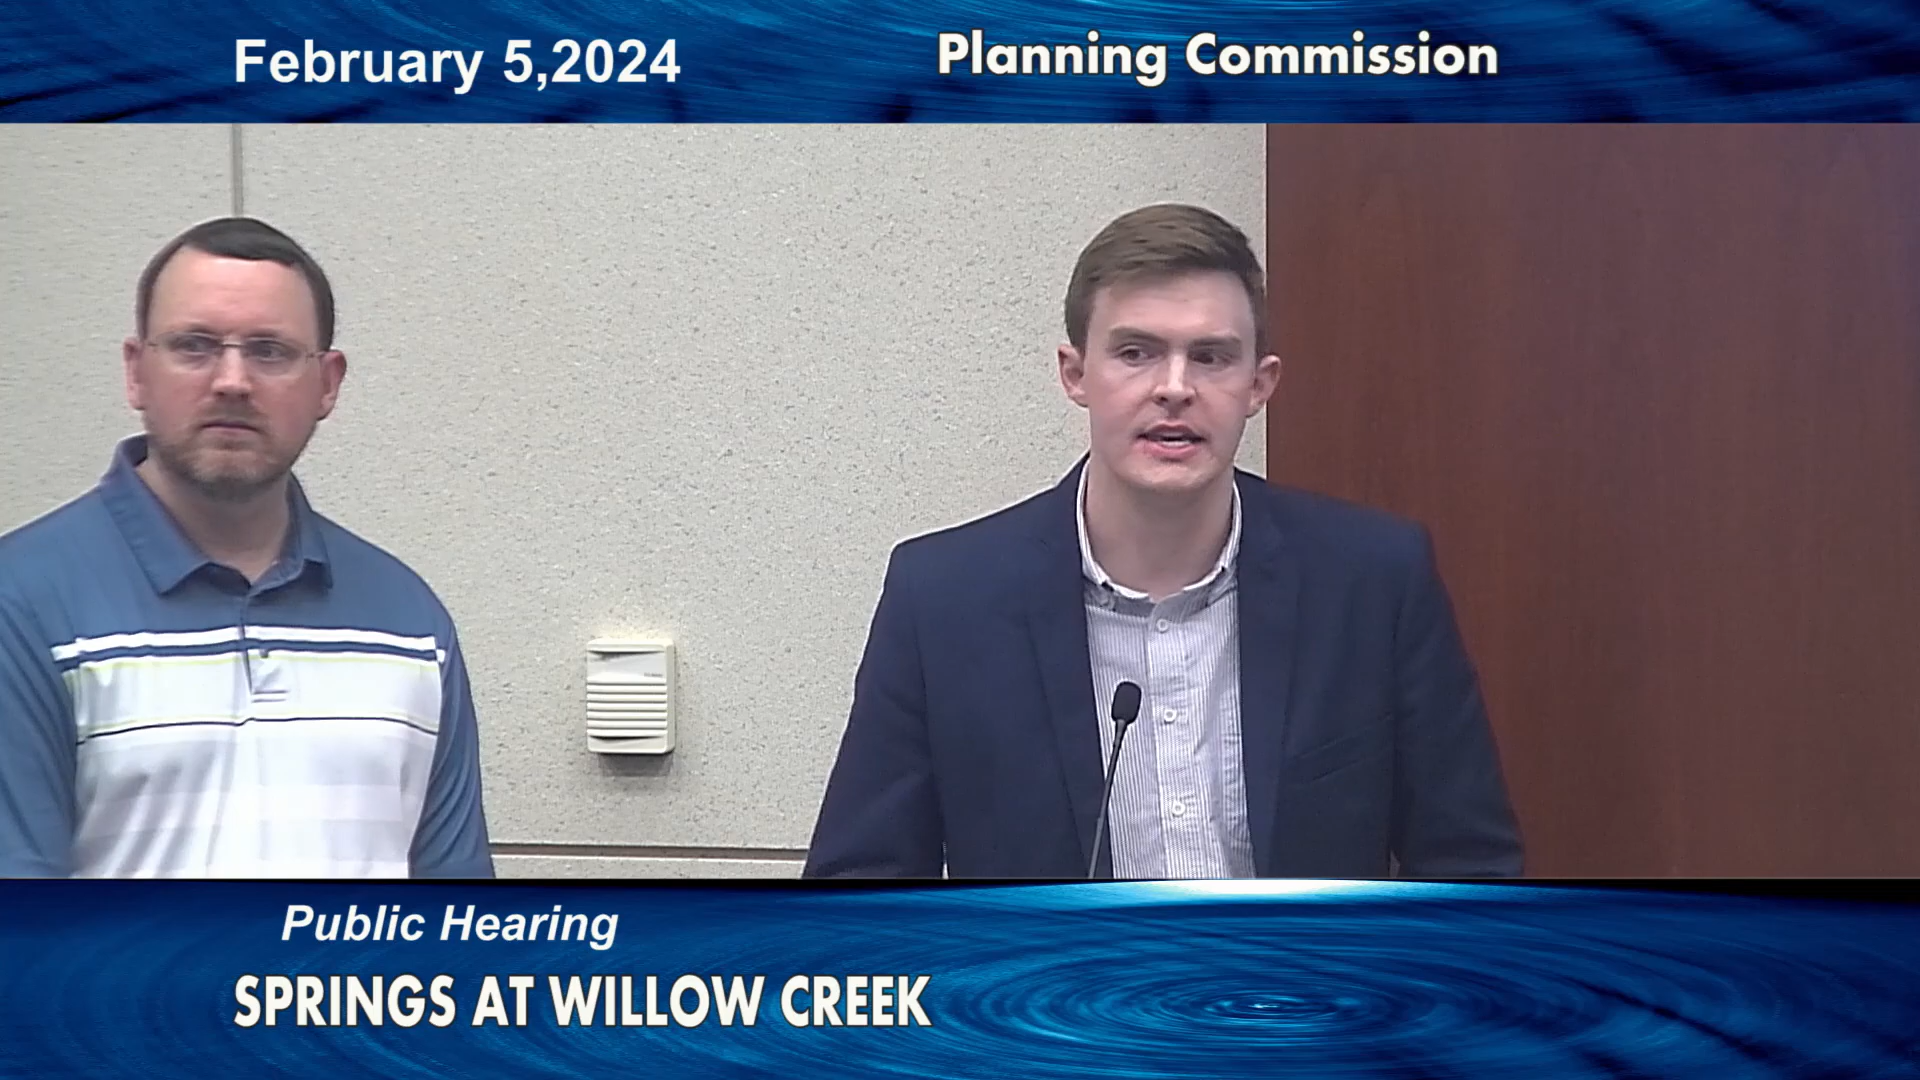 February 5,2024
Planning Commission
Public Hearing
SPRINGS AT WILLOW CREEK